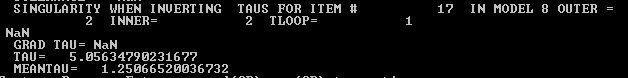 SINGULARITY WHEN INVERTING TAUS FOR ITEM # 17 IN MODEL 8 OUTER =
2 INNER= 2 TLOOP= 1
NaN
GRAD TAU= NaN
TAU= 5.05634790231677
MEANTAU= 1.25066520036732